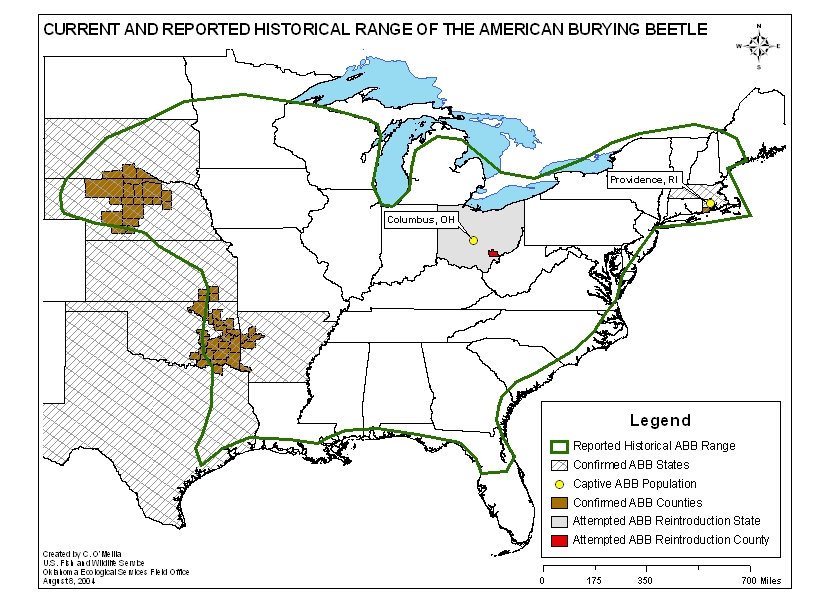 CURRENT AND REPORTED HISTORICAL RANGE OF THE AMERICAN BURYING BEETLE
N
W E
S
Providence, RI
Columbus, OH
Legend
Reported Historical ABB Range
Confirmed ABB States
Captive ABB Population
Confirmed ABB Counties
Attempted ABB Reintroduction State
Attempted ABB Reintroduction County
Created by C. O'Meilia
U.S. Fish and Wildlife Service
Oklahoma Ecological Services Field Office
August 8, 2004
0 175 350 700 Miles